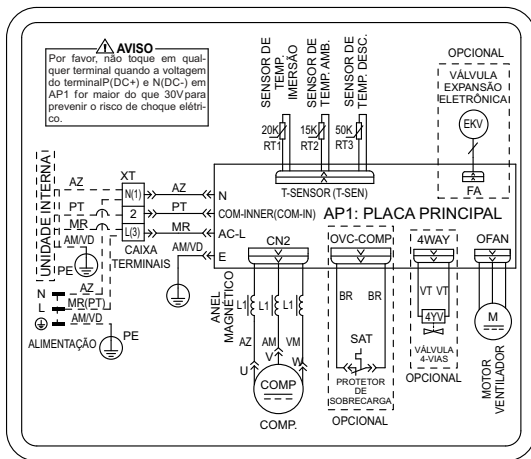 AVISO
Por favor, não toque em qual-
quer terminal quando a voltagem
do terminalP(DC+) e N(DC-) em
AP1 for maior do que 30Vpara
prevenir o risco de choque elétri-
co.
SENSOR DE
TEMP.
IMERSÃO
SENSOR DE
TEMP. AMB.
SENSOR DE
TEMP. DESC.
20K
RT1
15K
RT2
50K
RT3
OPCIONAL
VÁLVULA
EXPANSÃO
ELETRÔNICA
EKV
FA
T-SENSOR (T-SEN)
UNIDADE INTERNA
XT
AZ
N(1)
AZ
N
PT
2
PT
COM-INNER(COM-IN)
AP1: PLACA PRINCIPAL
MR
L(3)
MR
AC-L
AM/VD
CAIXA
TERMINAIS
AM/VD
E
PE
N
AZ
L
MR(PT)
AM/VD
PE
ALIMENTAÇÃO
CN2
OVC-COMP
4WAY
OFAN
ANEL
MAGNÉTICO
L1
L1
L1
AZ
AM
VM
U
V
W
COMP
COMP.
BR
BR
SAT
PROTETOR
DE
SOBRECARGA
OPCIONAL
VT
VT
4YV
VÁLVULA
4-VIAS
OPCIONAL
M
MOTOR
VENTILADOR